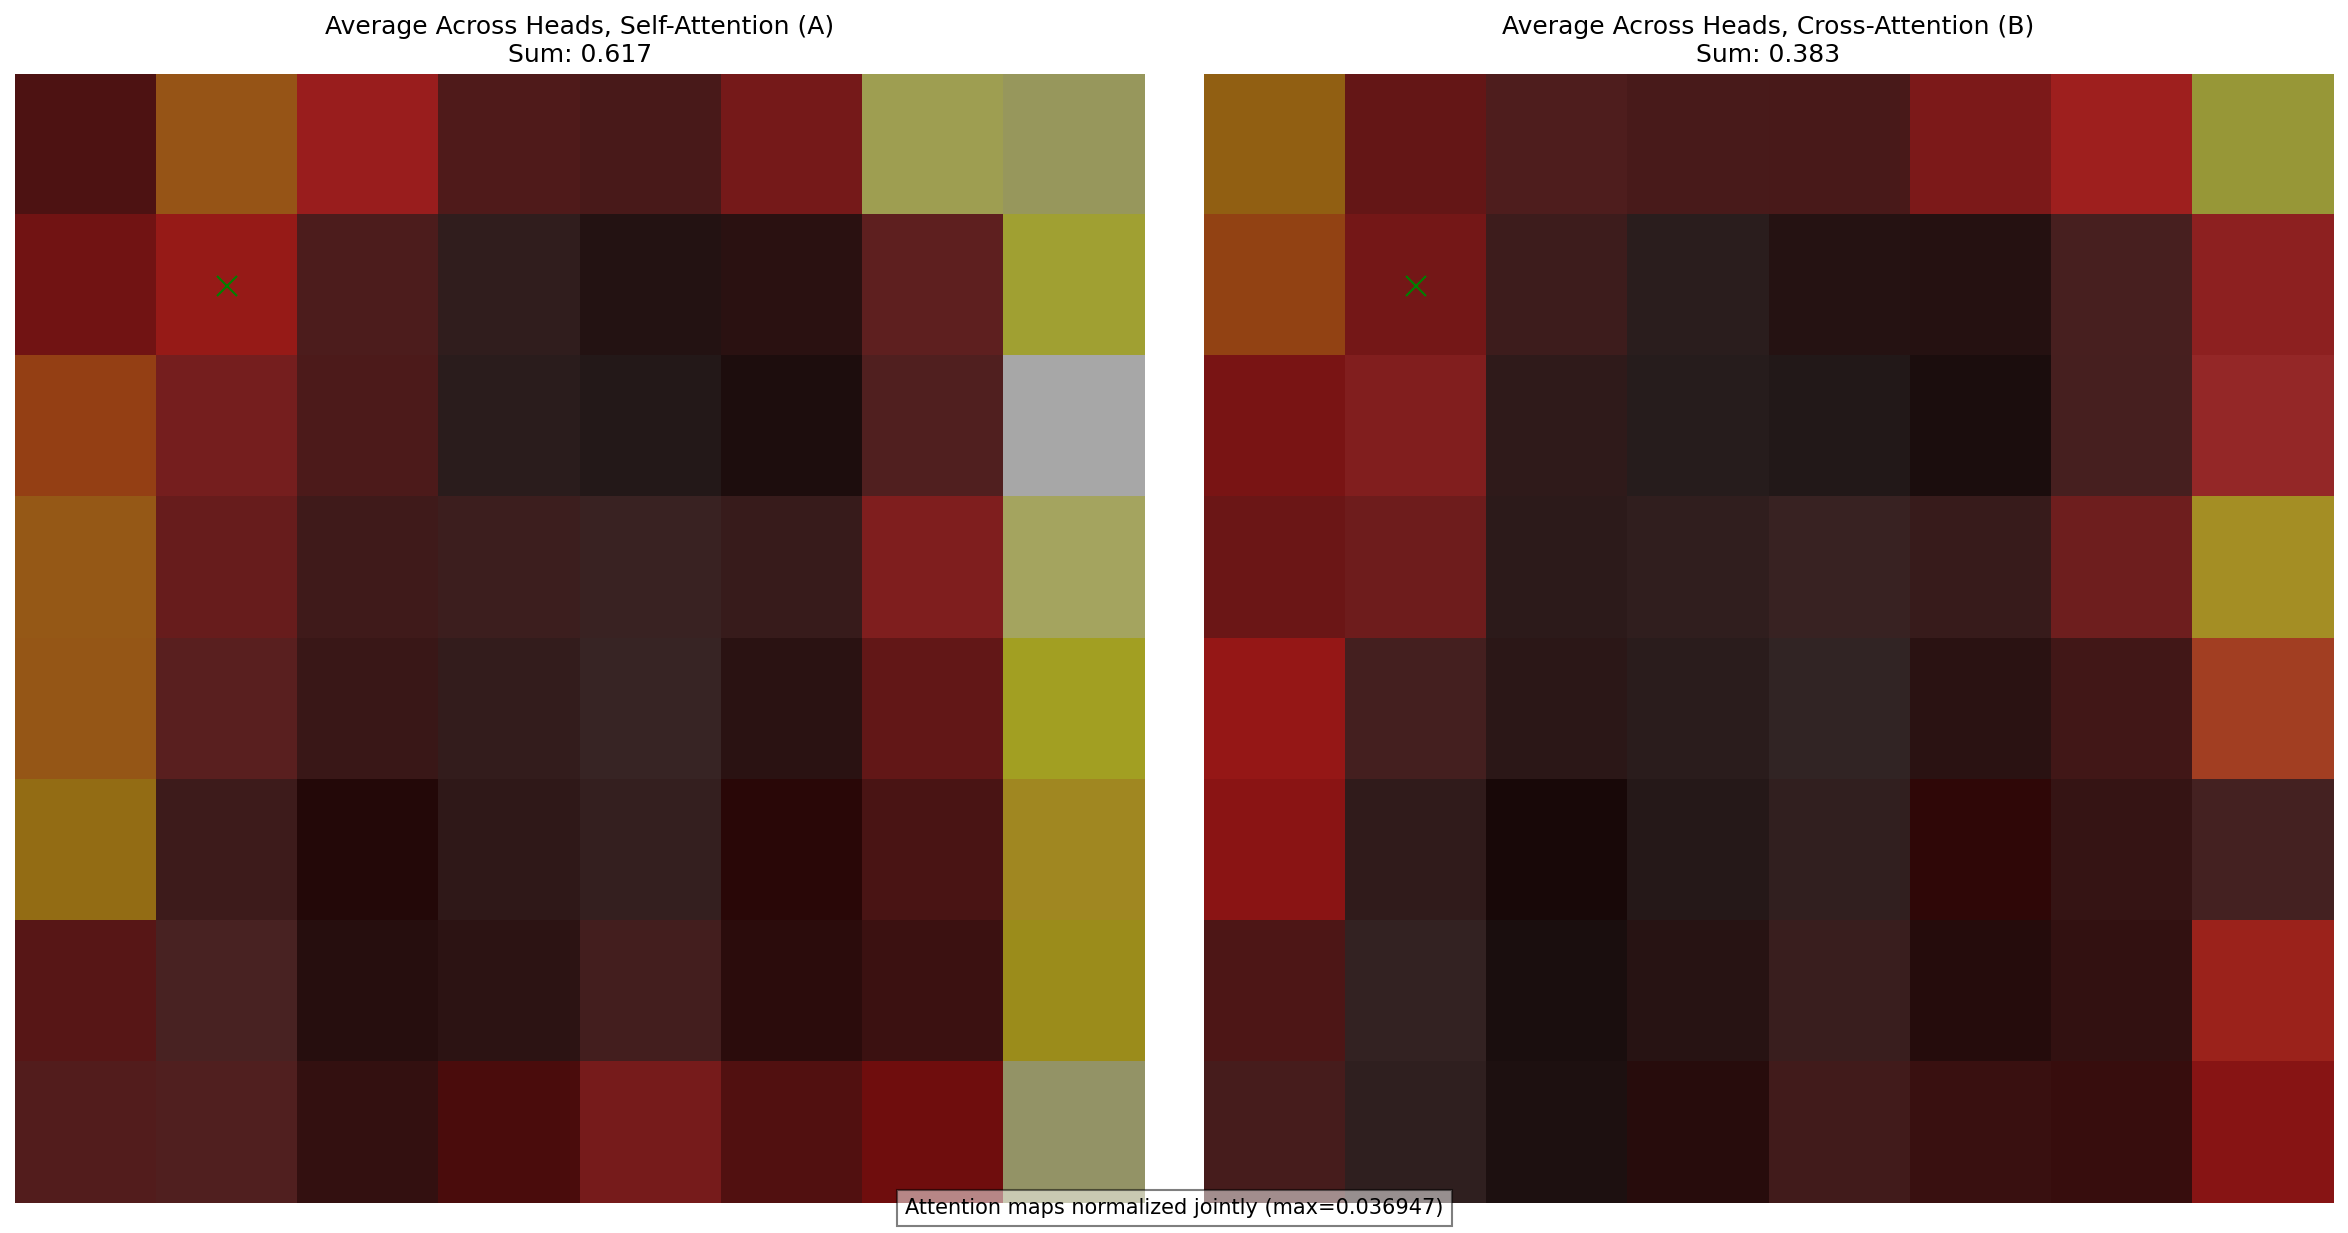 Average Across Heads, Self-Attention (A)
Sum: 0.617
Average Across Heads, Cross-Attention (B)
Sum: 0.383
Attention maps normalized jointly (max=0.036947)